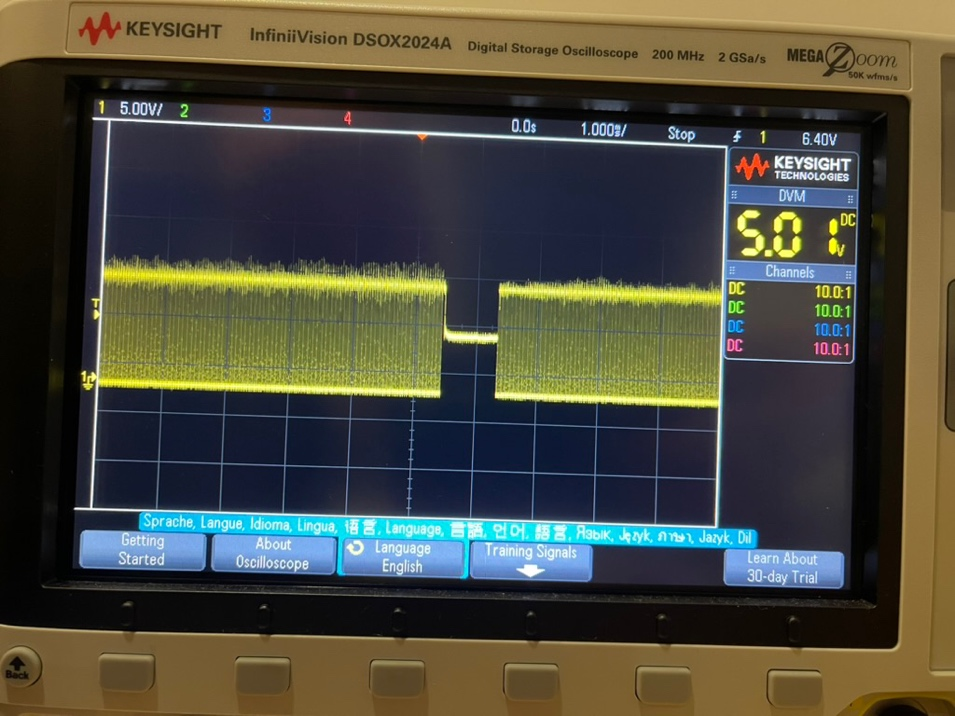 KEYSIGHT InfiniiVision DSOX2024A Digital Storage Oscilloscope 200 MHz 2 GSa/s MEGA Zoom
50K wfms/s
1 5.00V/ 2 3 4 0.0s 1.000s/ Stop 1 6.40V
KEYSIGHT
TECHNOLOGIES
DVM
5.01 DC
V
Channels
DC 10.0:1
DC 10.0:1
DC 10.0:1
DC 10.0:1
T
1
Sprache, Langue, Idioma, Lingua, 语言, Language, 言語, 언어, 語言, Язык, Język, ภาษา, Jazyk, Dil
Getting
Started
About
Oscilloscope
Language
English
Training Signals
Learn About
30-day Trial
Back